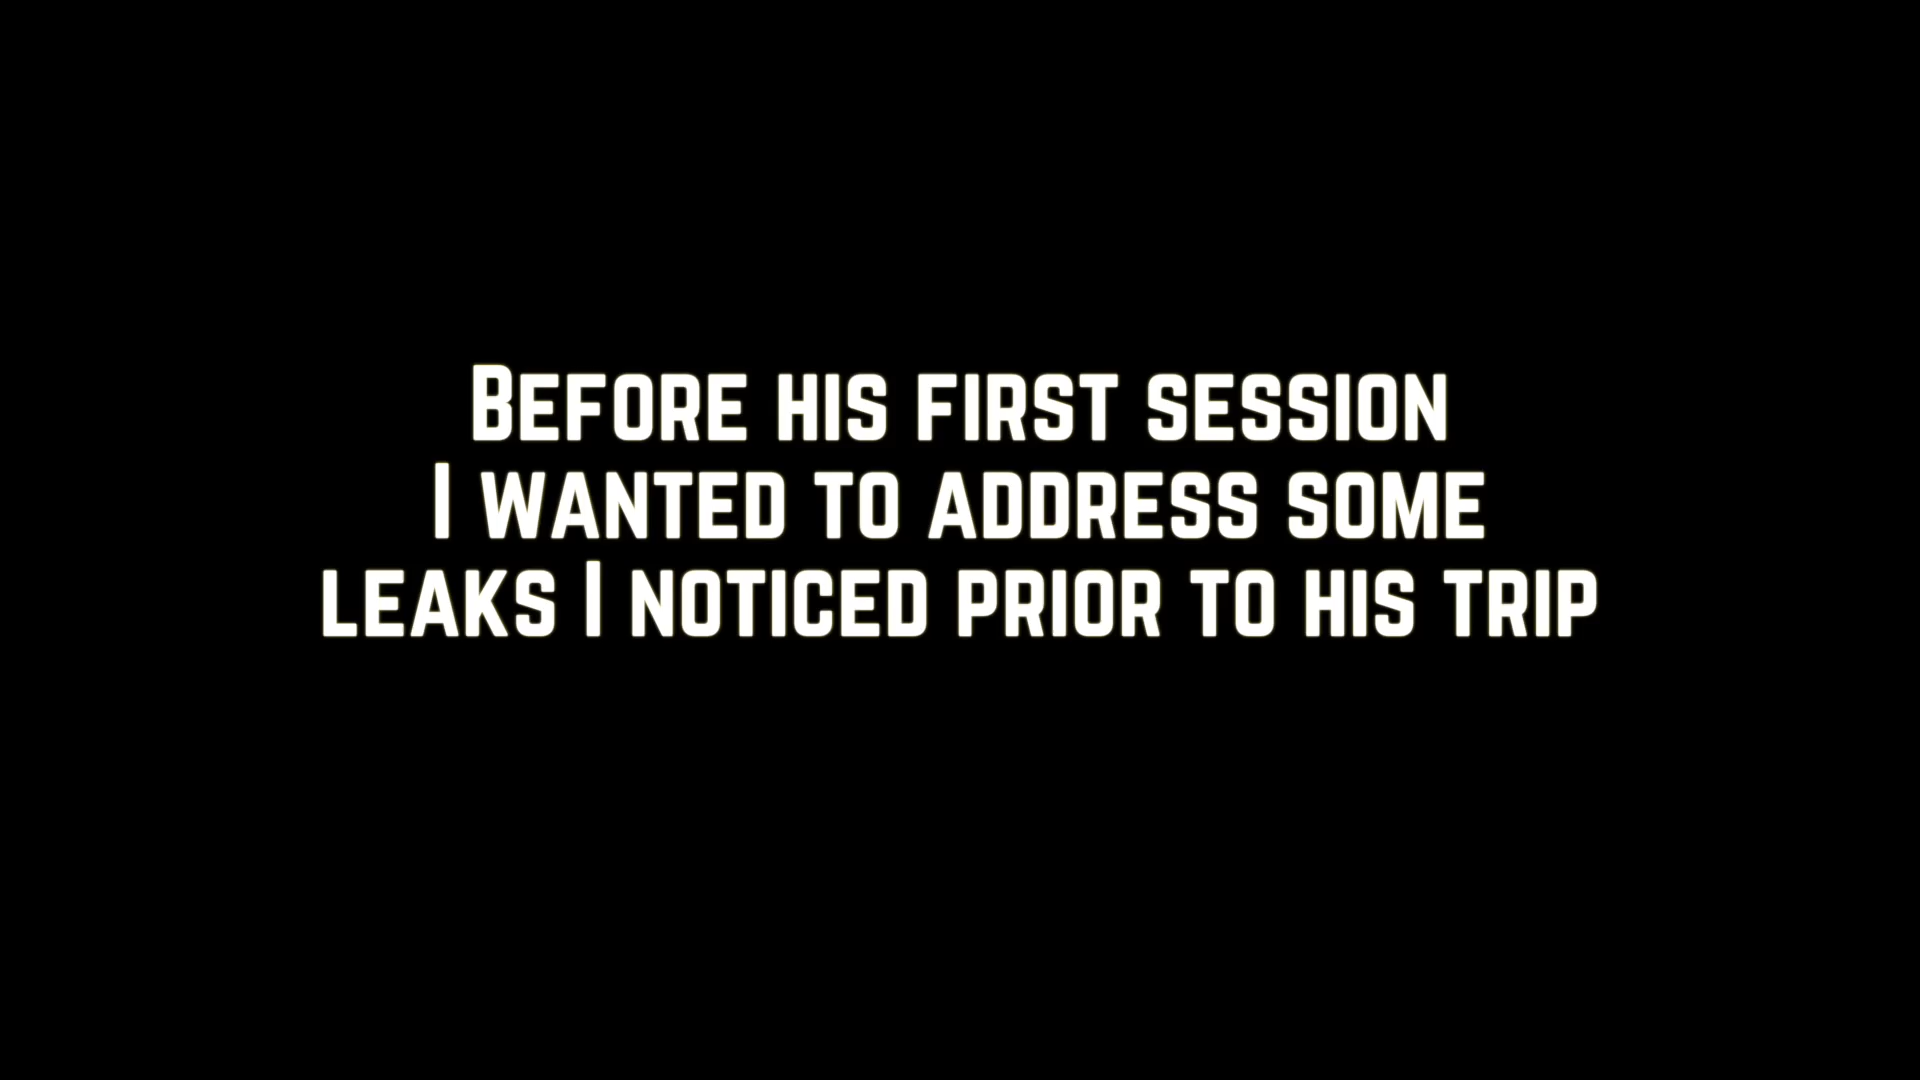 Before his first session
I wanted to address some
leaks I noticed prior to his trip